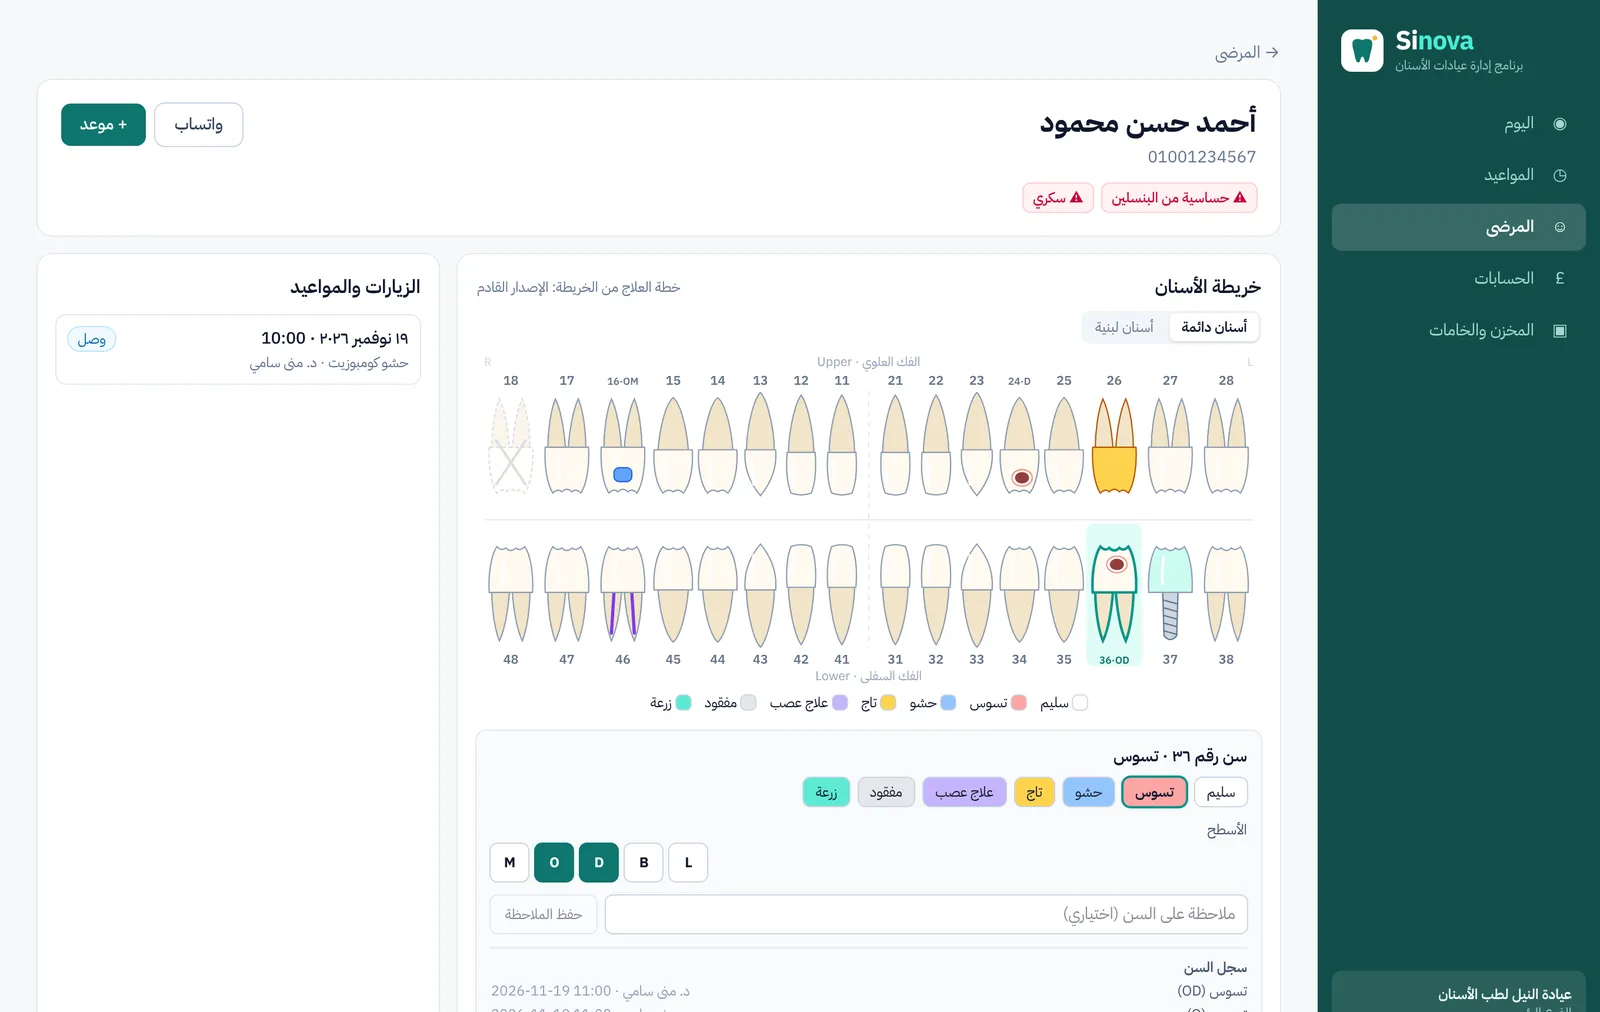 Sinova
برنامج إدارة عيادات الأسنان
اليوم
المواعيد
المرضى
£ الحسابات
المخزن والخامات
عيادة النيل لطب الأسنان
→ المرضى
أحمد حسن محمود
01001234567
⚠ حساسية من البنسلين
⚠ سكري
واتساب
+ موعد
خريطة الأسنان
خطة العلاج من الخريطة: الإصدار القادم
أسنان دائمة
أسنان لبنية
R
الفك العلوي · Upper
L
18 17 16·OM 15 14 13 12 11 21 22 23 24·D 25 26 27 28
48 47 46 45 44 43 42 41 31 32 33 34 35 36·OD 37 38
الفك السفلي · Lower
سليم تسوس حشو تاج علاج عصب مفقود زرعة
سن رقم ٣٦ · تسوس
سليم تسوس حشو تاج علاج عصب مفقود زرعة
الأسطح
M O D B L
ملاحظة على السن (اختياري)
حفظ الملاحظة
سجل السن
تسوس (OD)
د. منى سامي · 2026-11-19 11:00
الزيارات والمواعيد
١٩ نوفمبر ٢٠٢٦ · 10:00
وصل
حشو كومبوزيت · د. منى سامي